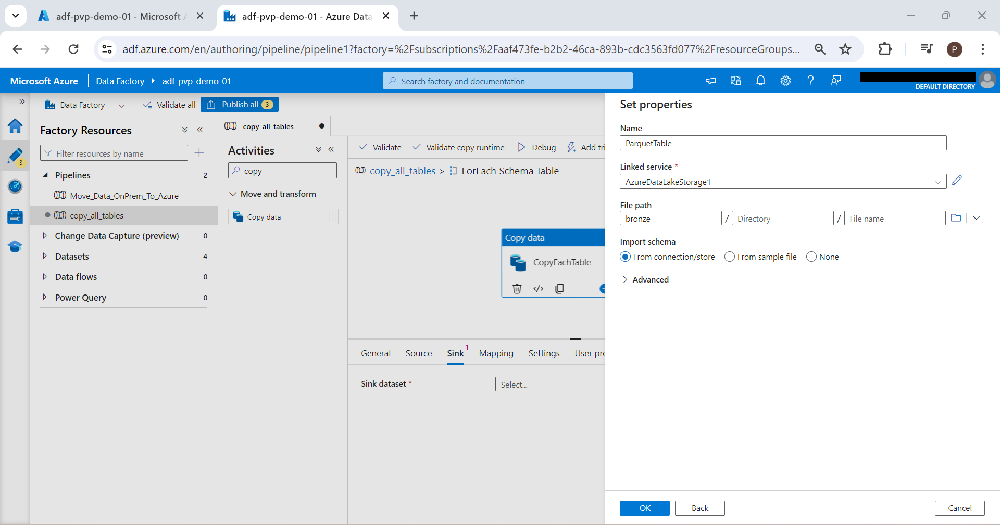 adf-pvp-demo-01 - Microsoft A
adf-pvp-demo-01 - Azure Data
adf.azure.com/en/authoring/pipeline/pipeline1?factory=%2Fsubscriptions%2Faaf473fe-b2b2-46ca-893b-cdc3563fd077%2FresourceGroups...
P
Microsoft Azure
Data Factory
adf-pvp-demo-01
Search factory and documentation
DEFAULT DIRECTORY
Data Factory
Validate all
Publish all 3
Factory Resources
Filter resources by name
3
Pipelines 2
Move_Data_OnPrem_To_Azure
copy_all_tables
Change Data Capture (preview) 0
Datasets 4
Data flows 0
Power Query 0
copy_all_tables
Activities
copy
Move and transform
Copy data
Validate
Validate copy runtime
Debug
Add tri
copy_all_tables > ForEach Schema Table
Copy data
CopyEachTable
General
Source
Sink 1
Mapping
Settings
User pro
Sink dataset *
Select...
Set properties
Name
ParquetTable
Linked service *
AzureDataLakeStorage1
File path
bronze / Directory / File name
Import schema
From connection/store
From sample file
None
Advanced
OK
Back
Cancel